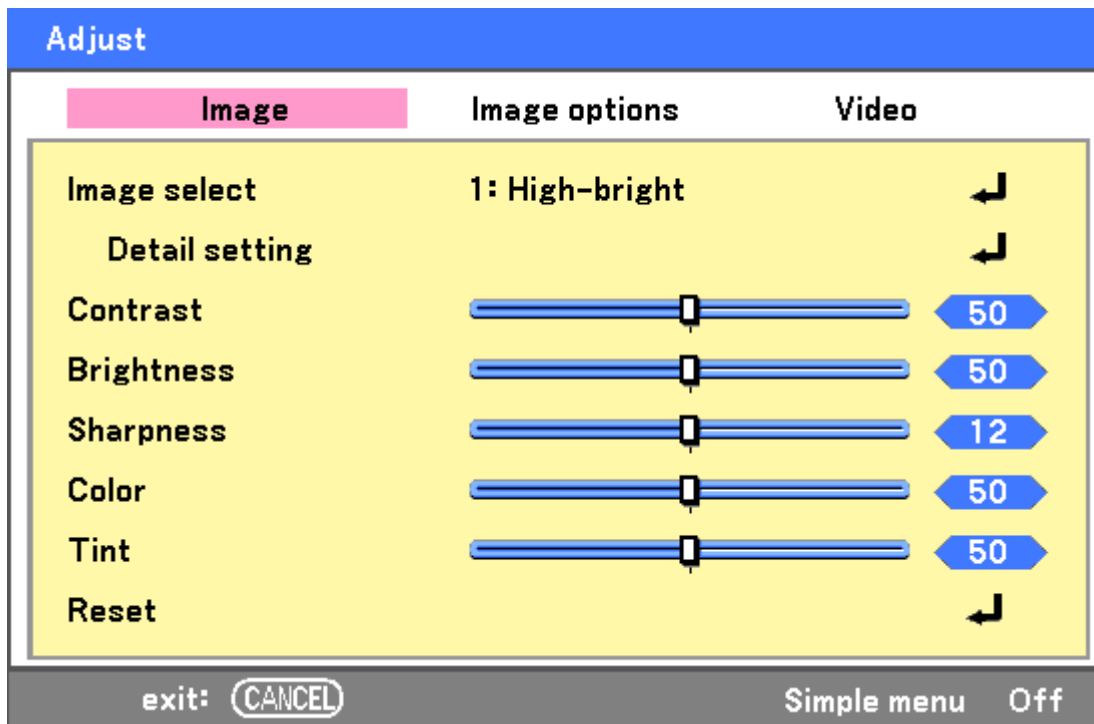 Adjust
Image Image options Video
Image select 1: High-bright
Detail setting
Contrast 50
Brightness 50
Sharpness 12
Color 50
Tint 50
Reset
exit: CANCEL Simple menu Off